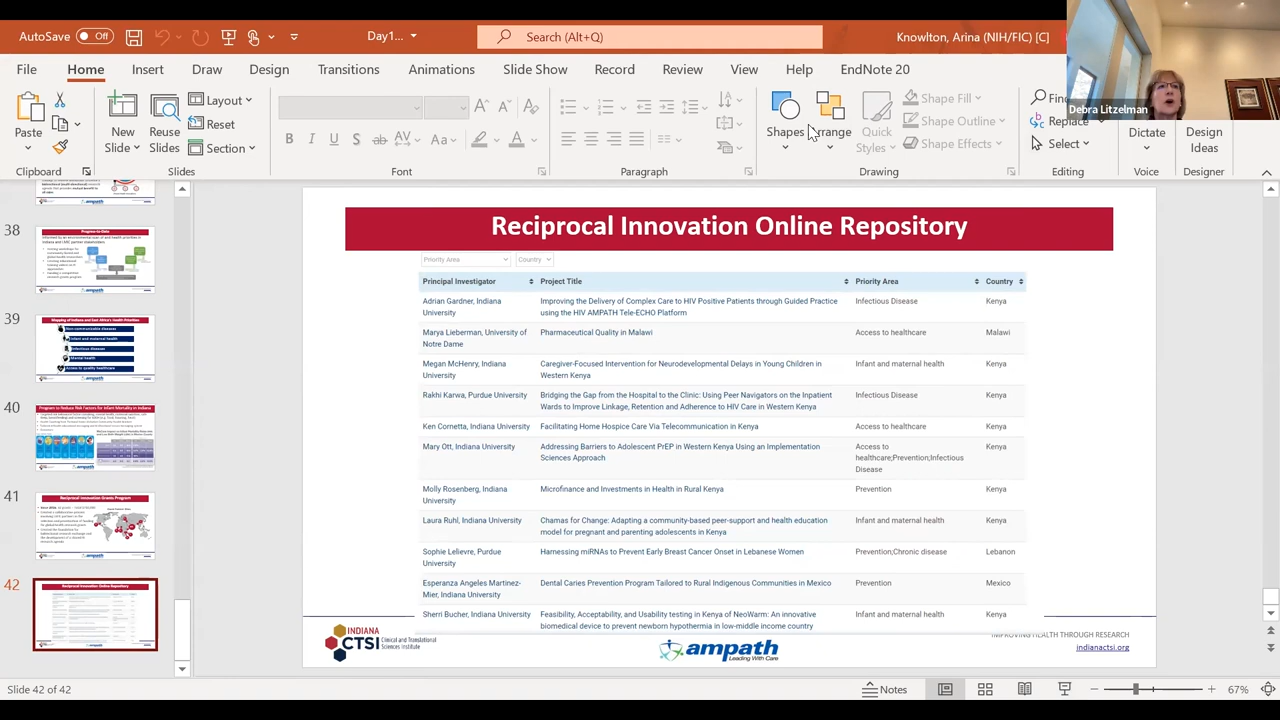 AutoSave Off Day1... Search (Alt+Q) Knowlton, Arina (NIH/FIC) [C]
File Home Insert Draw Design Transitions Animations Slide Show Record Review View Help EndNote 20
Debra Litzelman
Paste
New
Slide
Reuse
Slides
Layout
Reset
Section
B I U S AV Aa A
Shapes
Arrange
Quick
Styles
Shape Fill
Shape Outline
Shape Effects
Replace
Select
Dictate
Design
Ideas
Clipboard Slides Font Paragraph Drawing Editing Voice Designer
38
39
40
41
42
Reciprocal Innovation Online Repository
Priority Area Country
Principal Investigator Project Title Priority Area Country
Adrian Gardner, Indiana
University
Improving the Delivery of Complex Care to HIV Positive Patients through Guided Practice
using the HIV AMPATH Tele-ECHO Platform
Infectious Disease
Kenya
Marya Lieberman, University of
Notre Dame
Pharmaceutical Quality in Malawi
Access to healthcare
Malawi
Megan McHenry, Indiana
University
Caregiver-Focused Intervention for Neurodevelopmental Delays in Young Children in
Western Kenya
Infant and maternal health
Kenya
Rakhi Karwa, Purdue University
Bridging the Gap from the Hospital to the Clinic: Using Peer Navigators on the Inpatient
Wards to Improve Linkage, Retention and Adherence to HIV Care in Western Kenya
Infectious Disease
Kenya
Ken Cornetta, Indiana University
Facilitating Home Hospice Care Via Telecommunication in Kenya
Access to healthcare
Kenya
Mary Ott, Indiana University
Addressing Barriers to Adolescent PrEP in Western Kenya Using an Implementation
Sciences Approach
Access to
healthcare;Prevention;Infectious
Disease
Kenya
Molly Rosenberg, Indiana
University
Microfinance and Investments in Health in Rural Kenya
Prevention
Kenya
Laura Ruhl, Indiana University
Chamas for Change: Adapting a community-based peer-support and health education
model for pregnant and parenting adolescents in Kenya
Infant and maternal health
Kenya
Sophie Lelievre, Purdue
University
Harnessing miRNAs to Prevent Early Breast Cancer Onset in Lebanese Women
Prevention;Chronic disease
Lebanon
Esperanza Angeles Martinez-
Mier, Indiana University
Dental Caries Prevention Program Tailored to Rural Indigenous Communities in Mexico
Prevention
Mexico
Sherri Bucher, Indiana University
Feasibility, Acceptability, and Usability testing in Kenya of NeoWarm: An innovative
biomedical device to prevent newborn hypothermia in low-middle income country
Infant and maternal health
Kenya
INDIANA
CTSI
Clinical and Translational
Sciences Institute
ampath
Leading With Care
IMPROVING HEALTH THROUGH RESEARCH
indianactsi.org
Slide 42 of 42 Notes 67%